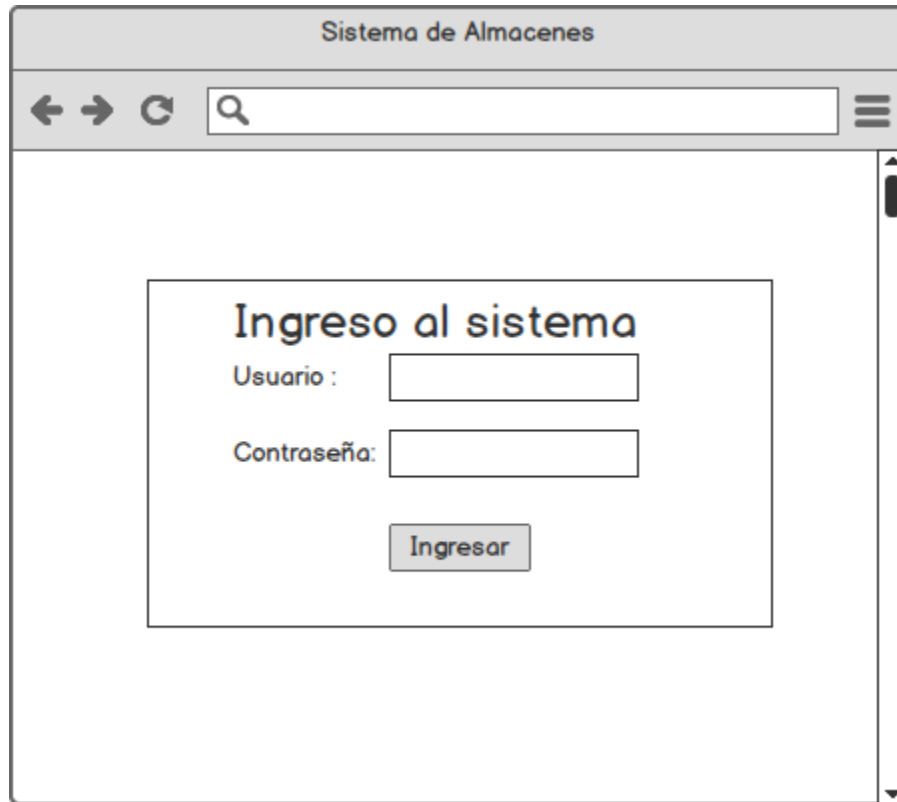 Sistema de Almacenes
Ingreso al sistema
Usuario :
Contraseña:
Ingresar